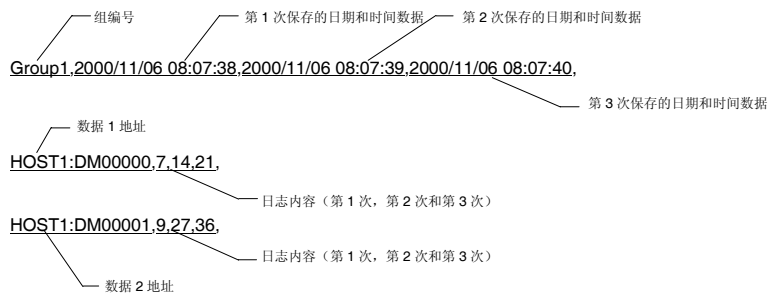 组编号
第 1 次保存的日期和时间数据
第 2 次保存的日期和时间数据
Group1,2000/11/06 08:07:38,2000/11/06 08:07:39,2000/11/06 08:07:40,
第 3 次保存的日期和时间数据
数据 1 地址
HOST1:DM00000,7,14,21,
日志内容（第 1 次，第 2 次和第 3 次）
HOST1:DM00001,9,27,36,
日志内容（第 1 次，第 2 次和第 3 次）
数据 2 地址